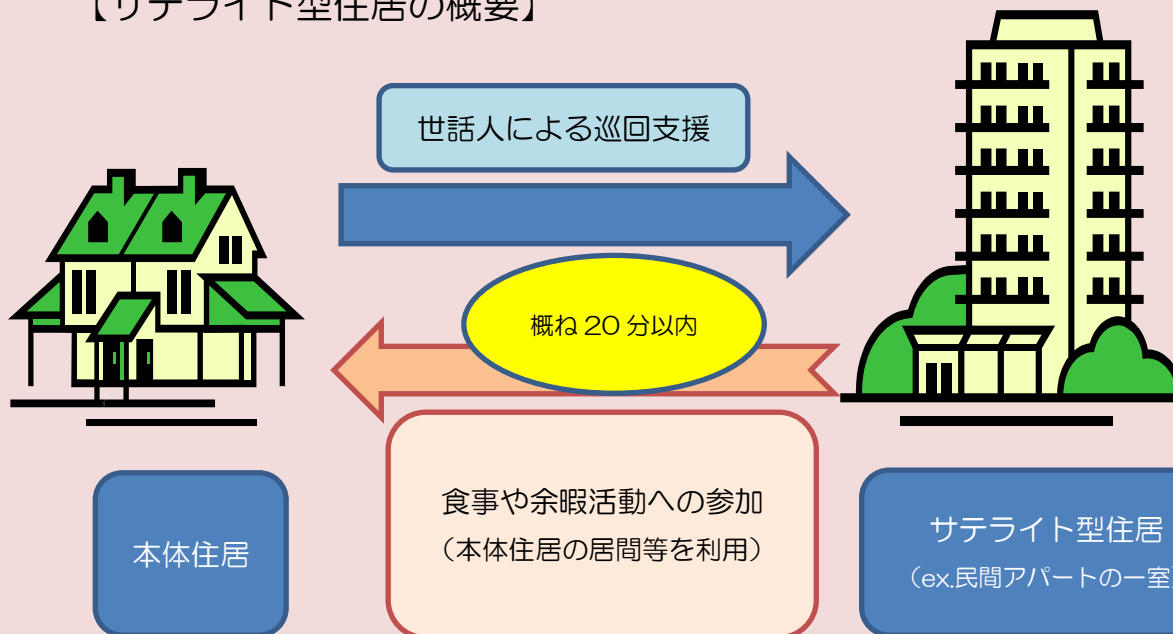 【サテライト型住居の概要】
世話人による巡回支援
概ね 20 分以内
食事や余暇活動への参加
（本体住居の居間等を利用）
本体住居
サテライト型住居
（ex.民間アパートの一室）